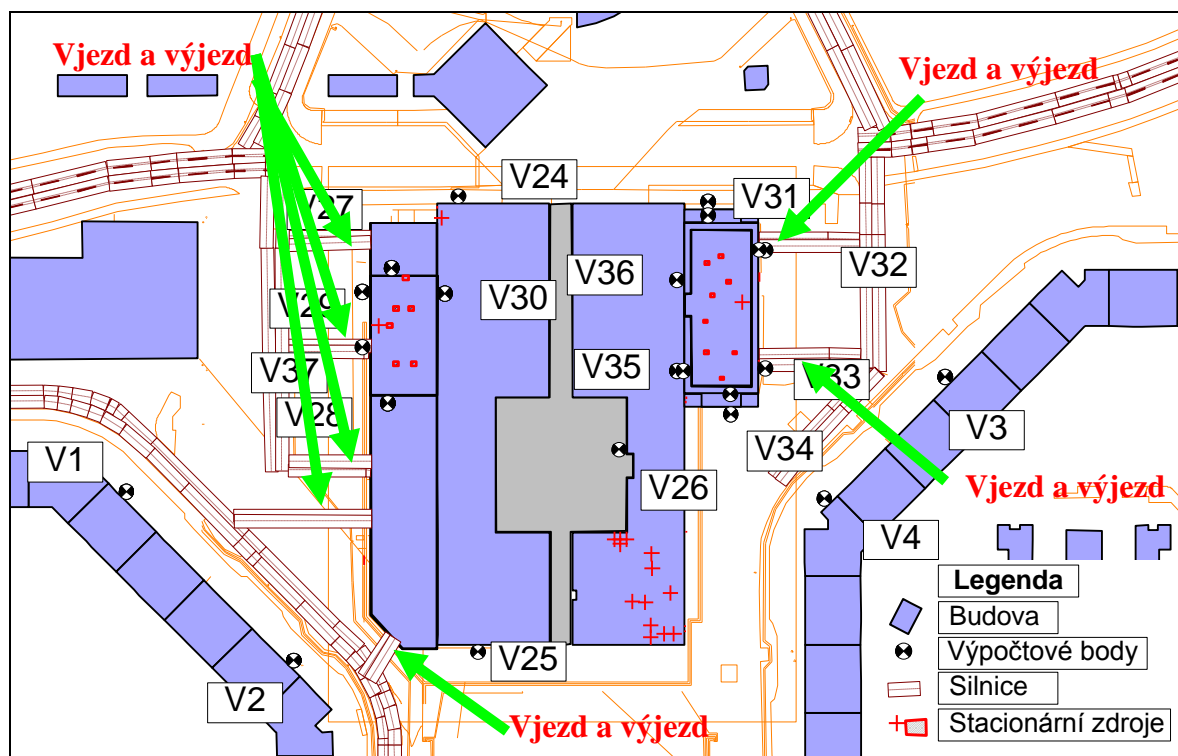 Vjezd a výjezd
Vjezd a výjezd
V24
V31
V27
V32
V36
V30
V29
V35
V37
V33
V28
V3
V34
V1
V26
Vjezd a výjezd
V4
Legenda
Budova
V25
Výpočtové body
V2
Silnice
Vjezd a výjezd
Stacionární zdroje